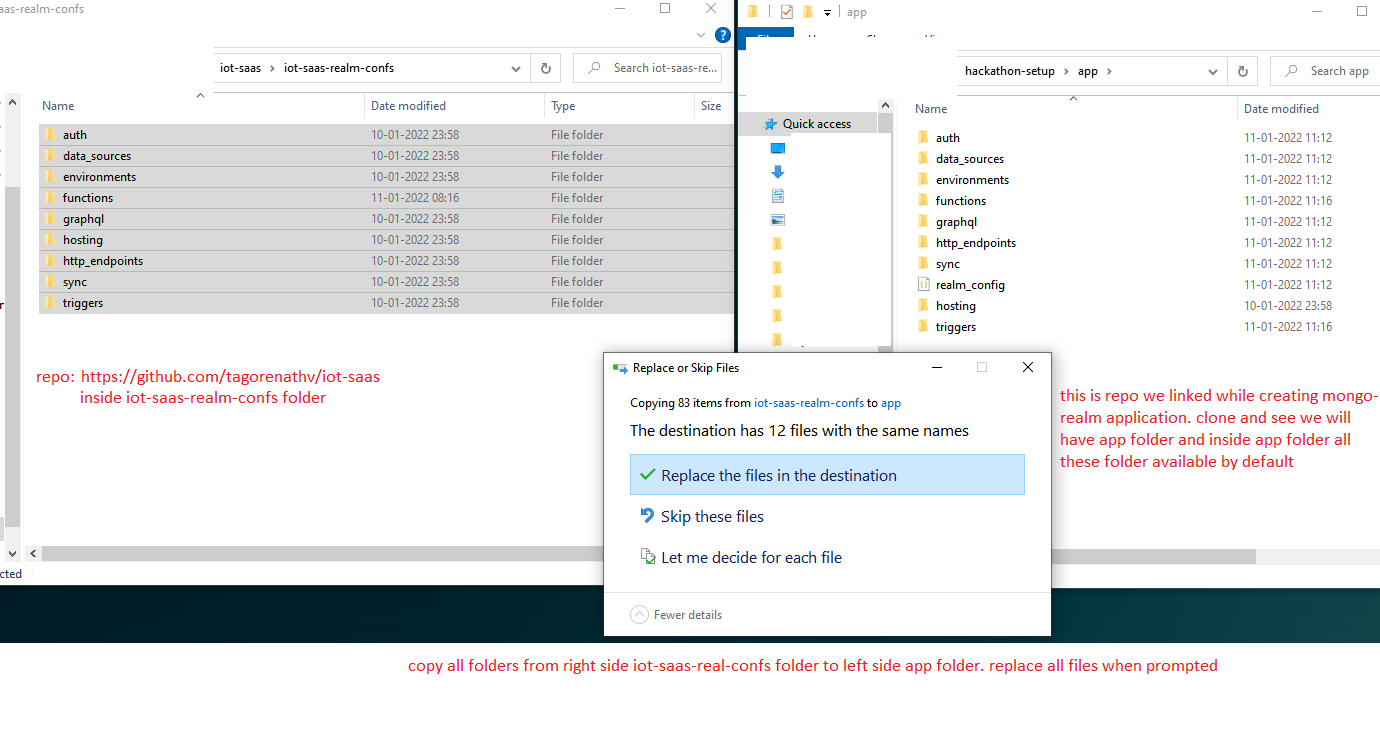 aas-realm-confs
iot-saas > iot-saas-realm-confs
Search iot-saas-re...
Name Date modified Type Size
auth 10-01-2022 23:58 File folder
data_sources 10-01-2022 23:58 File folder
environments 10-01-2022 23:58 File folder
functions 11-01-2022 08:16 File folder
graphql 10-01-2022 23:58 File folder
hosting 10-01-2022 23:58 File folder
http_endpoints 10-01-2022 23:58 File folder
sync 10-01-2022 23:58 File folder
triggers 10-01-2022 23:58 File folder
repo: https://github.com/tagorenathv/iot-saas
inside iot-saas-realm-confs folder
cted
app
hackathon-setup > app >
Search app
Quick access
Name Date modified
auth 11-01-2022 11:12
data_sources 11-01-2022 11:12
environments 11-01-2022 11:12
functions 11-01-2022 11:16
graphql 11-01-2022 11:12
http_endpoints 11-01-2022 11:12
sync 11-01-2022 11:12
realm_config 11-01-2022 11:12
hosting 10-01-2022 23:58
triggers 11-01-2022 11:16
this is repo we linked while creating mongo-
realm application. clone and see we will
have app folder and inside app folder all
these folder available by default
Replace or Skip Files
Copying 83 items from iot-saas-realm-confs to app
The destination has 12 files with the same names
Replace the files in the destination
Skip these files
Let me decide for each file
Fewer details
copy all folders from right side iot-saas-real-confs folder to left side app folder. replace all files when prompted